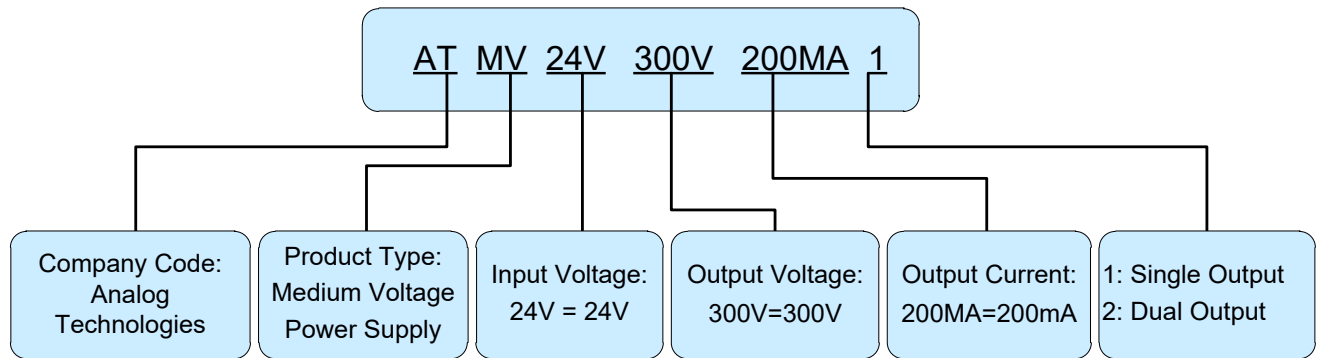 AT MV 24V 300V 200MA 1
Company Code:
Analog
Technologies
Product Type:
Medium Voltage
Power Supply
Input Voltage:
24V = 24V
Output Voltage:
300V=300V
Output Current:
200MA=200mA
1: Single Output
2: Dual Output